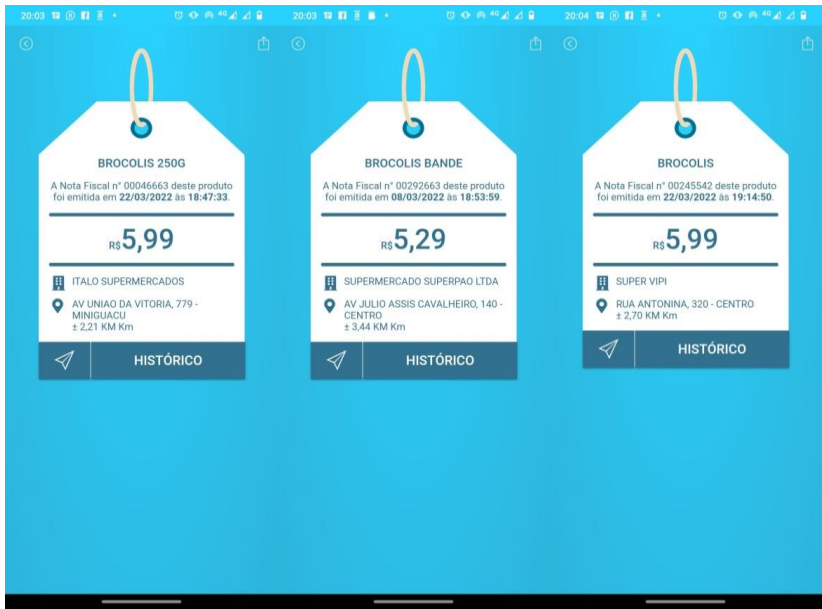 20:03
4G
BROCOLIS 250G
A Nota Fiscal n° 00046663 deste produto
foi emitida em 22/03/2022 às 18:47:33.
R$5,99
ITALO SUPERMERCADOS
AV UNIAO DA VITORIA, 779 -
MINIGUACU
± 2,21 KM Km
HISTÓRICO
20:03
4G
BROCOLIS BANDE
A Nota Fiscal n° 00292663 deste produto
foi emitida em 08/03/2022 às 18:53:59.
R$5,29
SUPERMERCADO SUPERPAO LTDA
AV JULIO ASSIS CAVALHEIRO, 140 -
CENTRO
± 3,44 KM Km
HISTÓRICO
20:04
4G
BROCOLIS
A Nota Fiscal n° 00245542 deste produto
foi emitida em 22/03/2022 às 19:14:50.
R$5,99
SUPER VIPI
RUA ANTONINA, 320 - CENTRO
± 2,70 KM Km
HISTÓRICO